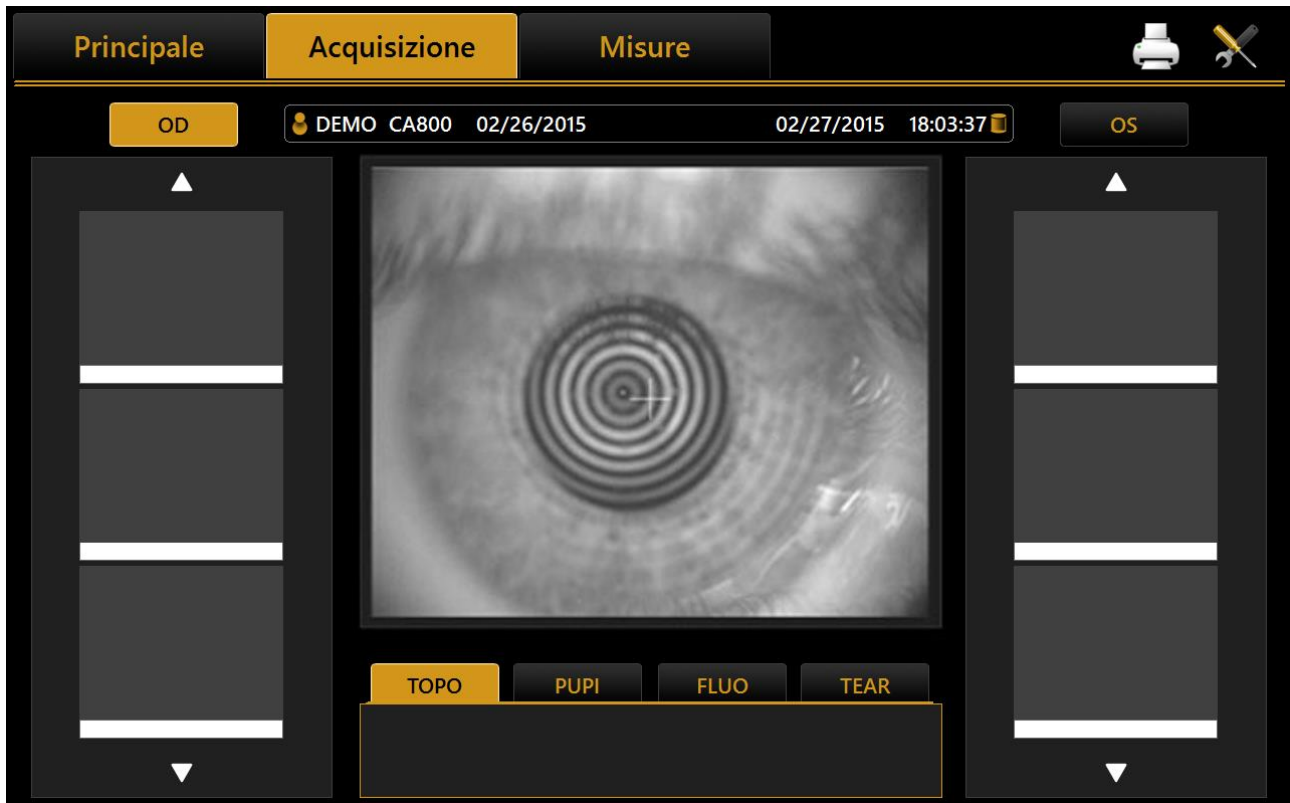 Principale Acquisizione Misure
OD DEMO CA800 02/26/2015 02/27/2015 18:03:37 OS
TOPO PUPI FLUO TEAR